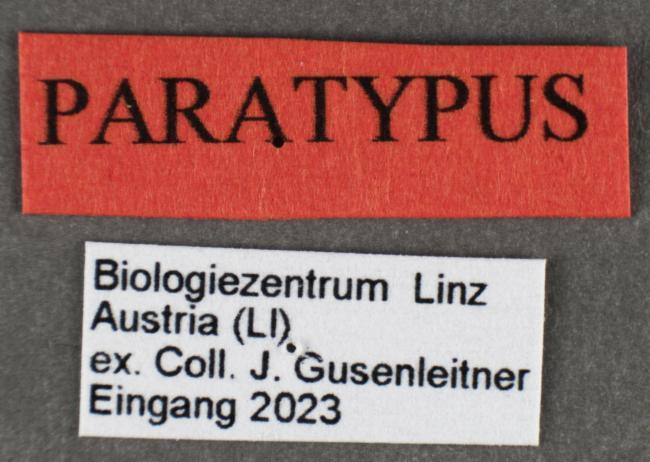 PARATYPUS
Biologiezentrum Linz
Austria (LI)
ex. Coll. J. Gusenleitner
Eingang 2023